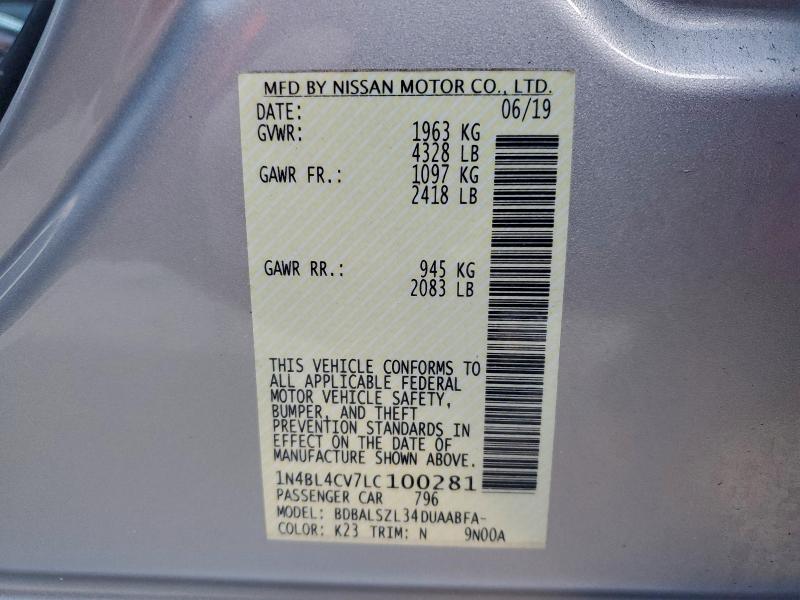 MFD BY NISSAN MOTOR CO., LTD.
DATE: 06/19
GVWR: 1963 KG
4328 LB
GAWR FR.: 1097 KG
2418 LB
GAWR RR.: 945 KG
2083 LB
THIS VEHICLE CONFORMS TO
ALL APPLICABLE FEDERAL
MOTOR VEHICLE SAFETY,
BUMPER, AND THEFT
PREVENTION STANDARDS IN
EFFECT ON THE DATE OF
MANUFACTURE SHOWN ABOVE.
1N4BL4CV7LC100281
PASSENGER CAR 796
MODEL: BDBALSZL34DUAABFA-
COLOR: K23 TRIM: N 9N00A